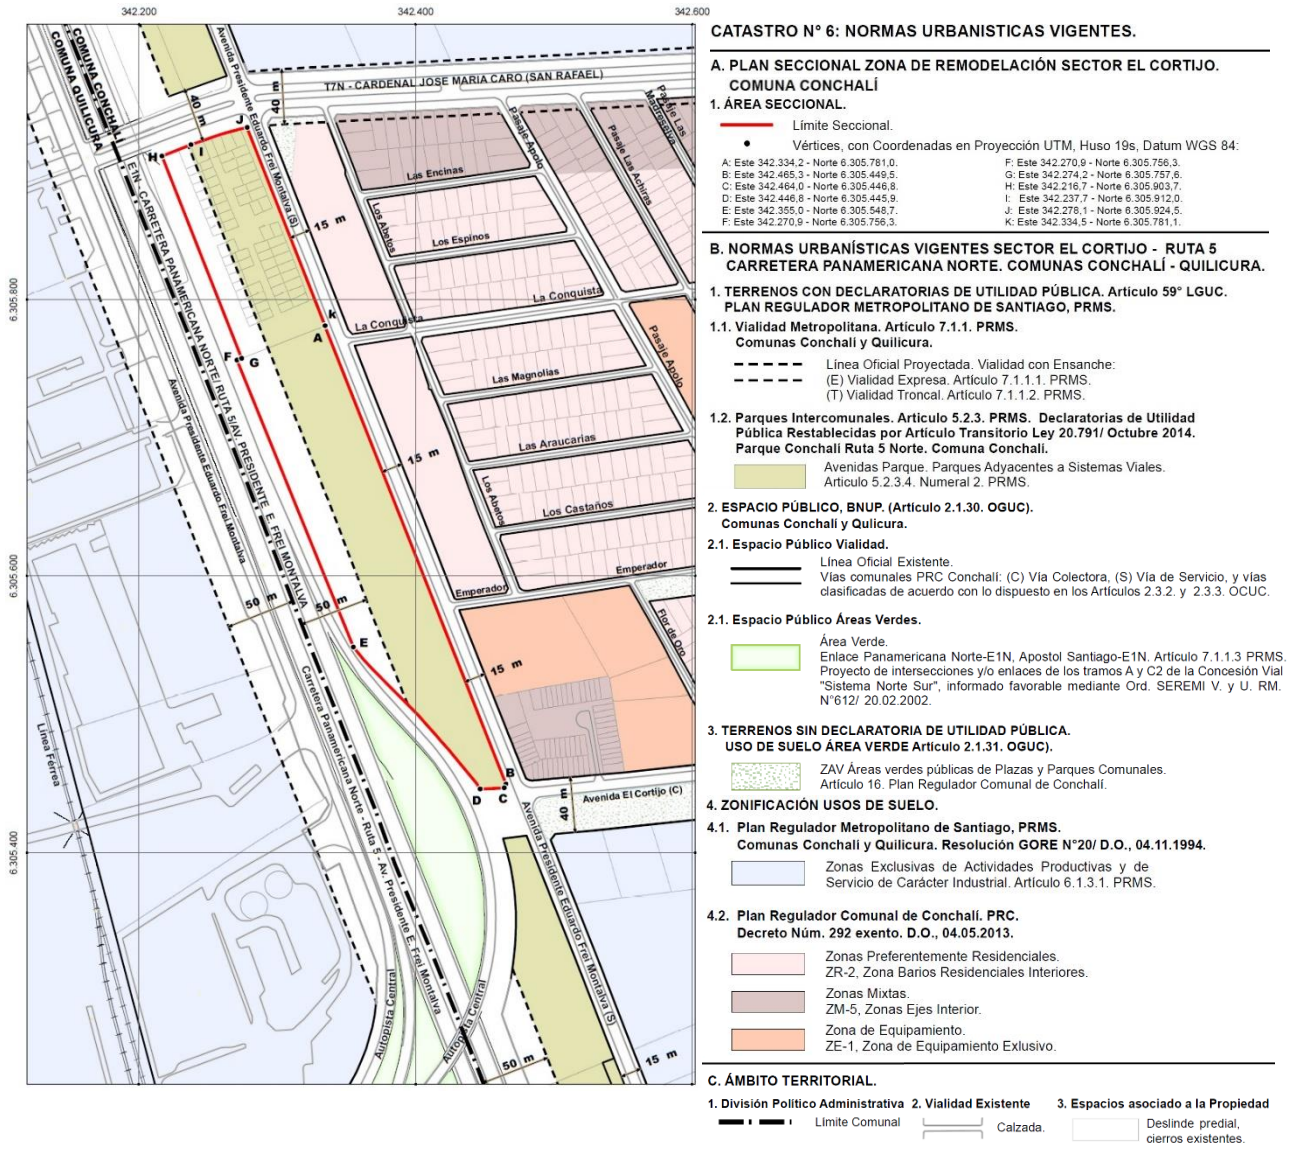 342.200
342.400
342.600
6.305.800
6.305.600
6.305.400
COMUNA CONCHALI
COMUNA QUILICURA
Avenida Presidente Eduardo Frei Montalva (S)
T7N - CARDENAL JOSE MARIA CARO (SAN RAFAEL)
40 m
40 m
J
I
H
E1N - CARRETERA PANAMERICANA NORTE/ RUTA 5/AV. PRESIDENTE E. FREI MONTALVA
Las Encinas
Pasaje Apolo
Pasaje Las Achiras
Pasaje Las
Madreselva
Los Abetos
15 m
Los Espinos
La Conquista
La Conquista
K
A
F
G
Pasaje Apolo
Las Magnolias
Las Araucarias
15 m
Los Abetos
Los Castaños
Avenida Presidente Eduardo Frei Montalva
Emperador
Emperador
Flor de Oro
50 m
50 m
E
15 m
Línea Férrea
Carretera Panamericana Norte - Ruta 5 - Av. Presidente E. Frei Montalva
B
D
C
40 m
Avenida El Cortijo (C)
Avenida Presidente Eduardo Frei Montalva (S)
Autopista Central
Autopista Central
50 m
15 m
CATASTRO N° 6: NORMAS URBANISTICAS VIGENTES.
A. PLAN SECCIONAL ZONA DE REMODELACIÓN SECTOR EL CORTIJO.
COMUNA CONCHALÍ
1. ÁREA SECCIONAL.
Límite Seccional.
Vértices, con Coordenadas en Proyección UTM, Huso 19s, Datum WGS 84:
A: Este 342.334,2 - Norte 6.305.781,0.
B: Este 342.465,3 - Norte 6.305.449,5.
C: Este 342.464,0 - Norte 6.305.446,8.
D: Este 342.446,8 - Norte 6.305.445,9.
E: Este 342.355,0 - Norte 6.305.548,7.
F: Este 342.270,9 - Norte 6.305.756,3.
F: Este 342.270,9 - Norte 6.305.756,3.
G: Este 342.274,2 - Norte 6.305.757,6.
H: Este 342.216,7 - Norte 6.305.903,7.
I: Este 342.237,7 - Norte 6.305.912,0.
J: Este 342.278,1 - Norte 6.305.924,5.
K: Este 342.334,5 - Norte 6.305.781,1.
B. NORMAS URBANÍSTICAS VIGENTES SECTOR EL CORTIJO - RUTA 5
CARRETERA PANAMERICANA NORTE. COMUNAS CONCHALÍ - QUILICURA.
1. TERRENOS CON DECLARATORIAS DE UTILIDAD PÚBLICA. Articulo 59° LGUC.
PLAN REGULADOR METROPOLITANO DE SANTIAGO, PRMS.
1.1. Vialidad Metropolitana. Artículo 7.1.1. PRMS.
Comunas Conchalí y Quilicura.
Línea Oficial Proyectada. Vialidad con Ensanche:
(E) Vialidad Expresa. Artículo 7.1.1.1. PRMS.
(T) Vialidad Troncal. Artículo 7.1.1.2. PRMS.
1.2. Parques Intercomunales. Articulo 5.2.3. PRMS. Declaratorias de Utilidad
Pública Restablecidas por Artículo Transitorio Ley 20.791/ Octubre 2014.
Parque Conchalí Ruta 5 Norte. Comuna Conchalí.
Avenidas Parque. Parques Adyacentes a Sistemas Viales.
Articulo 5.2.3.4. Numeral 2. PRMS.
2. ESPACIO PÚBLICO, BNUP. (Artículo 2.1.30. OGUC).
Comunas Conchalí y Qulicura.
2.1. Espacio Público Vialidad.
Línea Oficial Existente.
Vías comunales PRC Conchalí: (C) Vía Colectora, (S) Vía de Servicio, y vías
clasificadas de acuerdo con lo dispuesto en los Artículos 2.3.2. y 2.3.3. OCUC.
2.1. Espacio Público Áreas Verdes.
Área Verde.
Enlace Panamericana Norte-E1N, Apostol Santiago-E1N. Artículo 7.1.1.3 PRMS.
Proyecto de intersecciones y/o enlaces de los tramos A y C2 de la Concesión Vial
"Sistema Norte Sur", informado favorable mediante Ord. SEREMI V. y U. RM.
N°612/ 20.02.2002.
3. TERRENOS SIN DECLARATORIA DE UTILIDAD PÚBLICA.
USO DE SUELO ÁREA VERDE Artículo 2.1.31. OGUC).
ZAV Áreas verdes públicas de Plazas y Parques Comunales.
Artículo 16. Plan Regulador Comunal de Conchalí.
4. ZONIFICACIÓN USOS DE SUELO.
4.1. Plan Regulador Metropolitano de Santiago, PRMS.
Comunas Conchalí y Quilicura. Resolución GORE N°20/ D.O., 04.11.1994.
Zonas Exclusivas de Actividades Productivas y de
Servicio de Carácter Industrial. Artículo 6.1.3.1. PRMS.
4.2. Plan Regulador Comunal de Conchalí. PRC.
Decreto Núm. 292 exento. D.O., 04.05.2013.
Zonas Preferentemente Residenciales.
ZR-2, Zona Barios Residenciales Interiores.
Zonas Mixtas.
ZM-5, Zonas Ejes Interior.
Zona de Equipamiento.
ZE-1, Zona de Equipamiento Exlusivo.
C. ÁMBITO TERRITORIAL.
1. División Politico Administrativa
2. Vialidad Existente
3. Espacios asociado a la Propiedad
Límite Comunal
Calzada.
Deslinde predial,
cierros existentes.